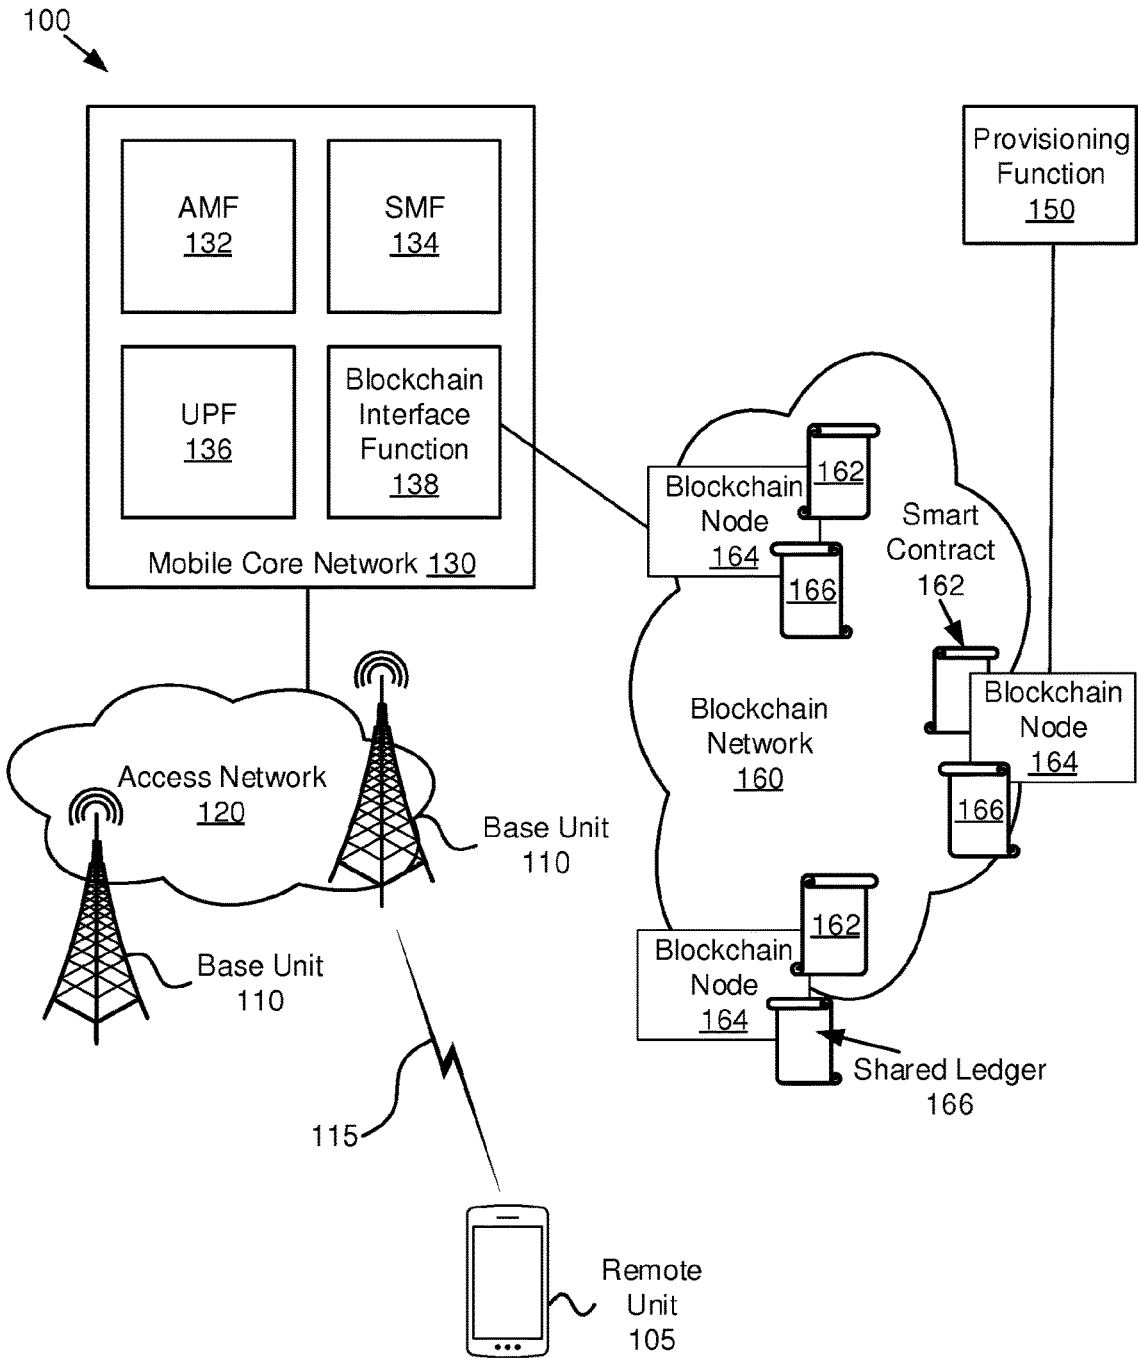 100
AMF
132
SMF
134
UPF
136
Blockchain
Interface
Function
138
Mobile Core Network 130
Provisioning
Function
150
Blockchain
Node
164
162
166
Smart
Contract
162
Blockchain
Node
164
166
Blockchain
Network
160
Access Network
120
Base Unit
110
Base Unit
110
Blockchain
Node
164
162
Shared Ledger
166
115
Remote
Unit
105